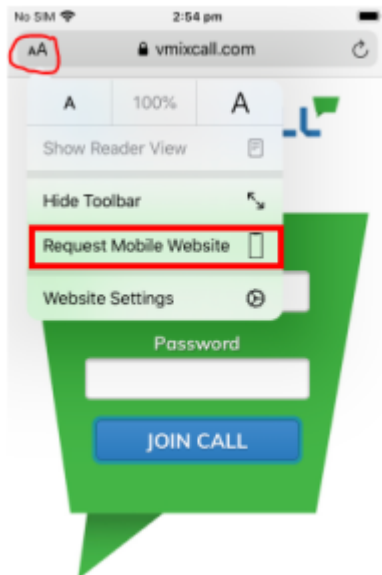 No SIM 2:54 pm
AA vmixcall.com
A 100% A
LL
Show Reader View
Hide Toolbar
Request Mobile Website
Website Settings
Password
JOIN CALL